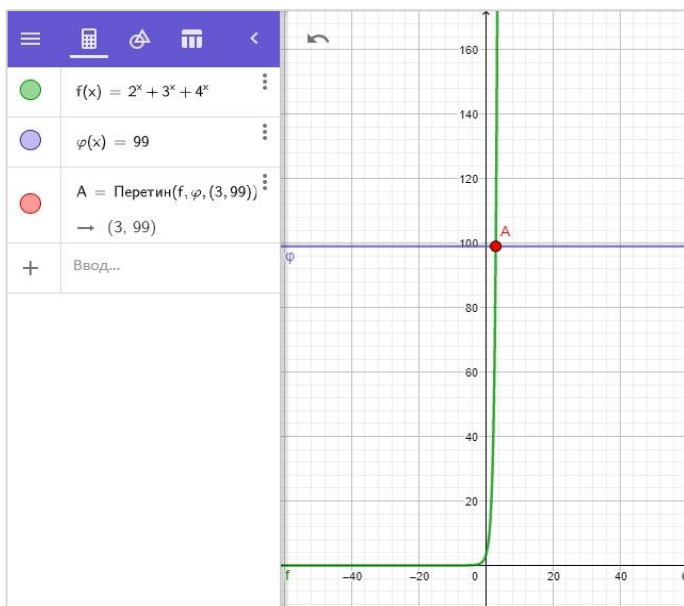 f(x) = 2ˣ + 3ˣ + 4ˣ
φ(x) = 99
A = Перетин(f, φ, (3, 99))
→ (3, 99)
Ввод...
160
140
120
100
80
60
40
20
0
−40
−20
20
40
6
A
φ
f